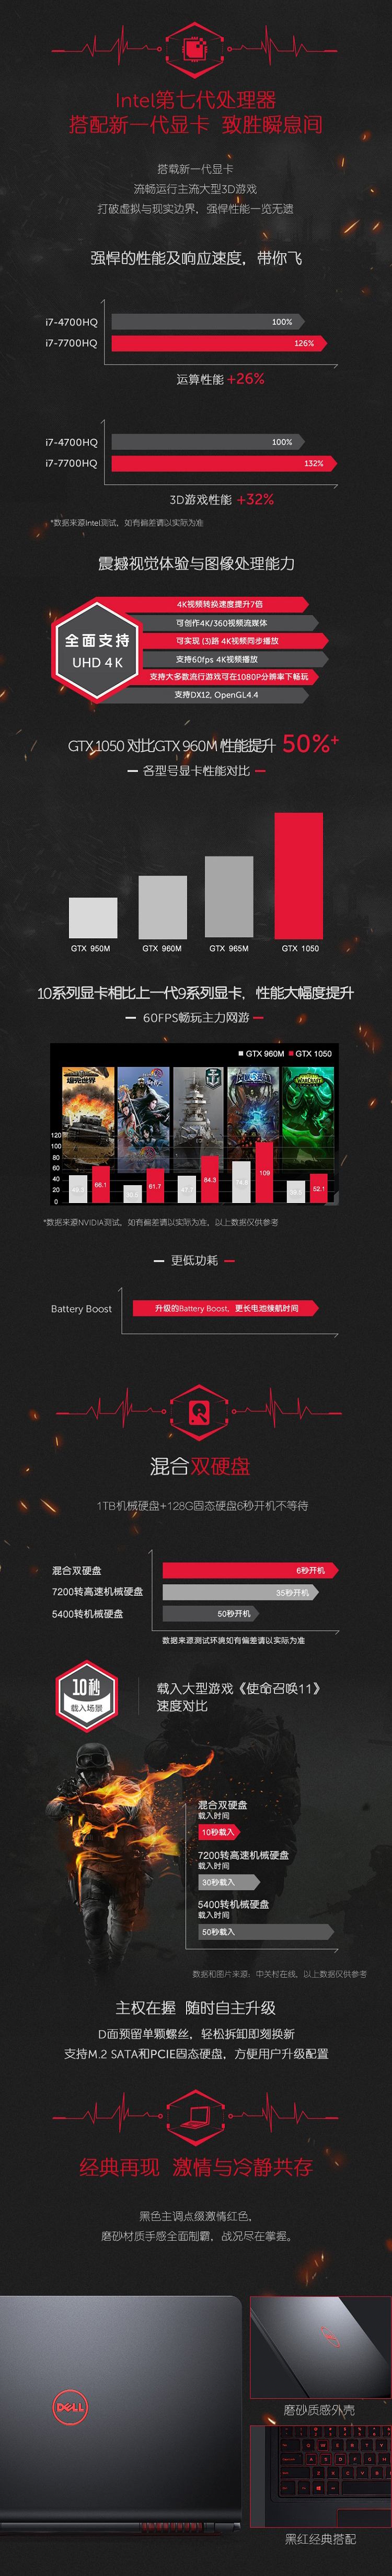 Intel第七代处理器
搭配新一代显卡 致胜瞬息间
搭载新一代显卡
流畅运行主流大型3D游戏
打破虚拟与现实边界，强悍性能一览无遗
强悍的性能及响应速度，带你飞
i7-4700HQ 100%
i7-7700HQ 126%
运算性能 +26%
i7-4700HQ 100%
i7-7700HQ 132%
3D游戏性能 +32%
*数据来源Intel测试，如有偏差请以实际为准
震撼视觉体验与图像处理能力
全面支持
UHD 4K
4K视频转换速度提升7倍
可创作4K/360视频流媒体
可实现 (3)路 4K视频同步播放
支持60fps 4K视频播放
支持大多数流行游戏可在1080P分辨率下畅玩
支持DX12, OpenGL4.4
GTX 1050 对比GTX 960M 性能提升 50%+
各型号显卡性能对比
GTX 950M GTX 960M GTX 965M GTX 1050
10系列显卡相比上一代9系列显卡，性能大幅度提升
60FPS畅玩主力网游
GTX 960M GTX 1050
坦克世界
WARCRAFT
120
100
80
60
40
20
0
66.1 61.7 84.3 109 52.1
*数据来源NVIDIA测试，如有偏差请以实际为准，以上数据仅供参考
更低功耗
Battery Boost 升级的Battery Boost，更长电池续航时间
混合双硬盘
1TB机械硬盘+128G固态硬盘6秒开机不等待
混合双硬盘 6秒开机
7200转高速机械硬盘 35秒开机
5400转机械硬盘 50秒开机
数据来源测试环境如有偏差请以实际为准
10秒
载入场景
载入大型游戏《使命召唤11》
速度对比
混合双硬盘
载入时间
10秒载入
7200转高速机械硬盘
载入时间
30秒载入
5400转机械硬盘
载入时间
50秒载入
数据和图片来源：中关村在线，以上数据仅供参考
主权在握 随时自主升级
D面预留单颗螺丝，轻松拆卸即刻换新
支持M.2 SATA和PCIE固态硬盘，方便用户升级配置
经典再现 激情与冷静共存
黑色主调点缀激情红色，
磨砂材质手感全面制霸，战况尽在掌握。
DELL
磨砂质感外壳
黑红经典搭配